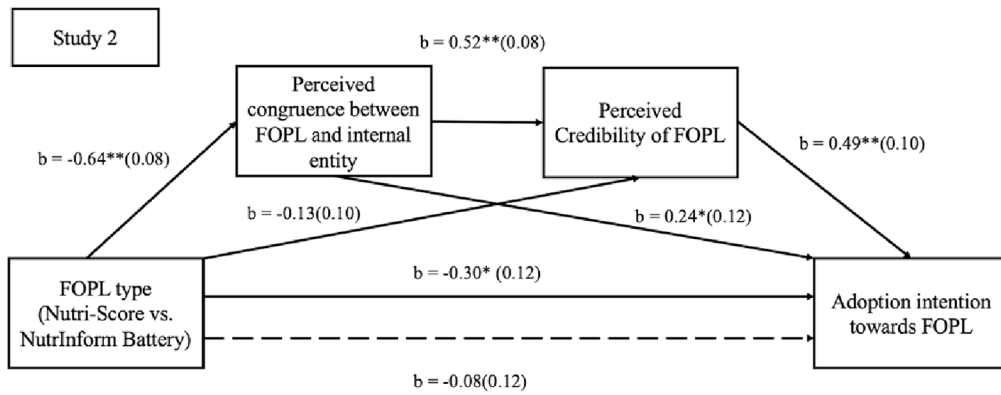 Study 2
b = 0.52**(0.08)
Perceived
congruence between
FOPL and internal
entity
Perceived
Credibility of FOPL
b = -0.64**(0.08)
b = 0.49**(0.10)
b = -0.13(0.10)
b = 0.24*(0.12)
FOPL type
(Nutri-Score vs.
NutrInform Battery)
b = -0.30* (0.12)
Adoption intention
towards FOPL
b = -0.08(0.12)